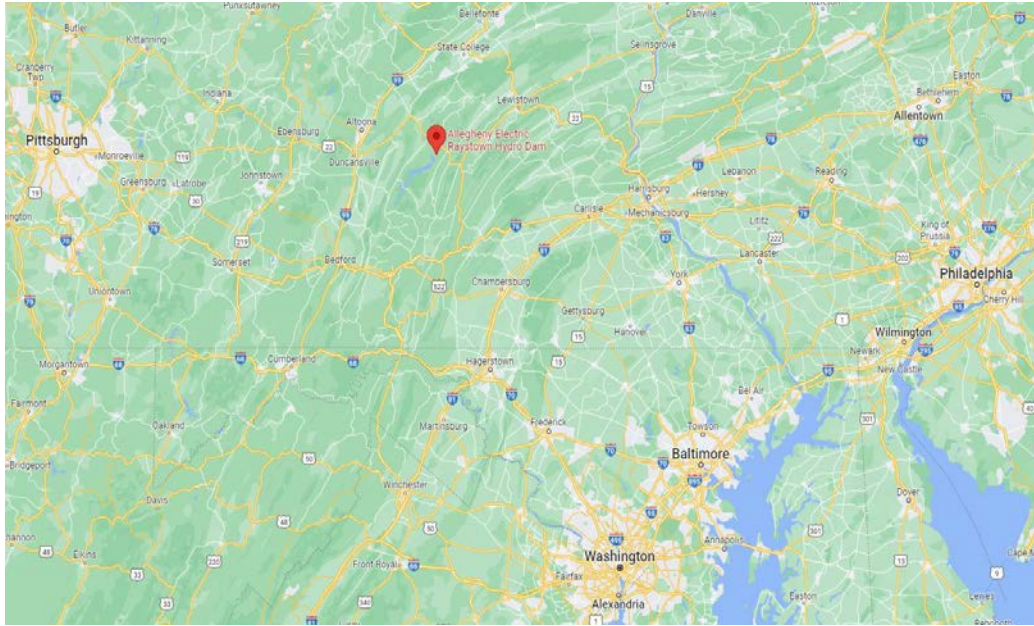 Punxsutawney
Bellefonte
Danville
Butler
Kittanning
State College
Selinsgrove
Cranberry
Twp
Indiana
Lewistown
Easton
Bethlehem
Allentown
Altoona
Allegheny Electric
Raystown Hydro Dam
Pittsburgh
Monroeville
Ebensburg
Duncansville
Greensburg
Latrobe
Johnstown
Harrisburg
Hershey
Lebanon
Reading
Carlisle
Mechanicsburg
Lititz
King of
Prussia
Somerset
Bedford
Lancaster
York
Philadelphia
Cherry Hill
Uniontown
Chambersburg
Gettysburg
Hanover
Wilmington
Newark
New Castle
Morgantown
Cumberland
Hagerstown
Bel Air
Fairmont
Oakland
Martinsburg
Frederick
Towson
Baltimore
Bridgeport
Winchester
Davis
Dover
Elkins
Front Royal
Washington
Annapolis
Fairfax
Alexandria
Easton
Lewes